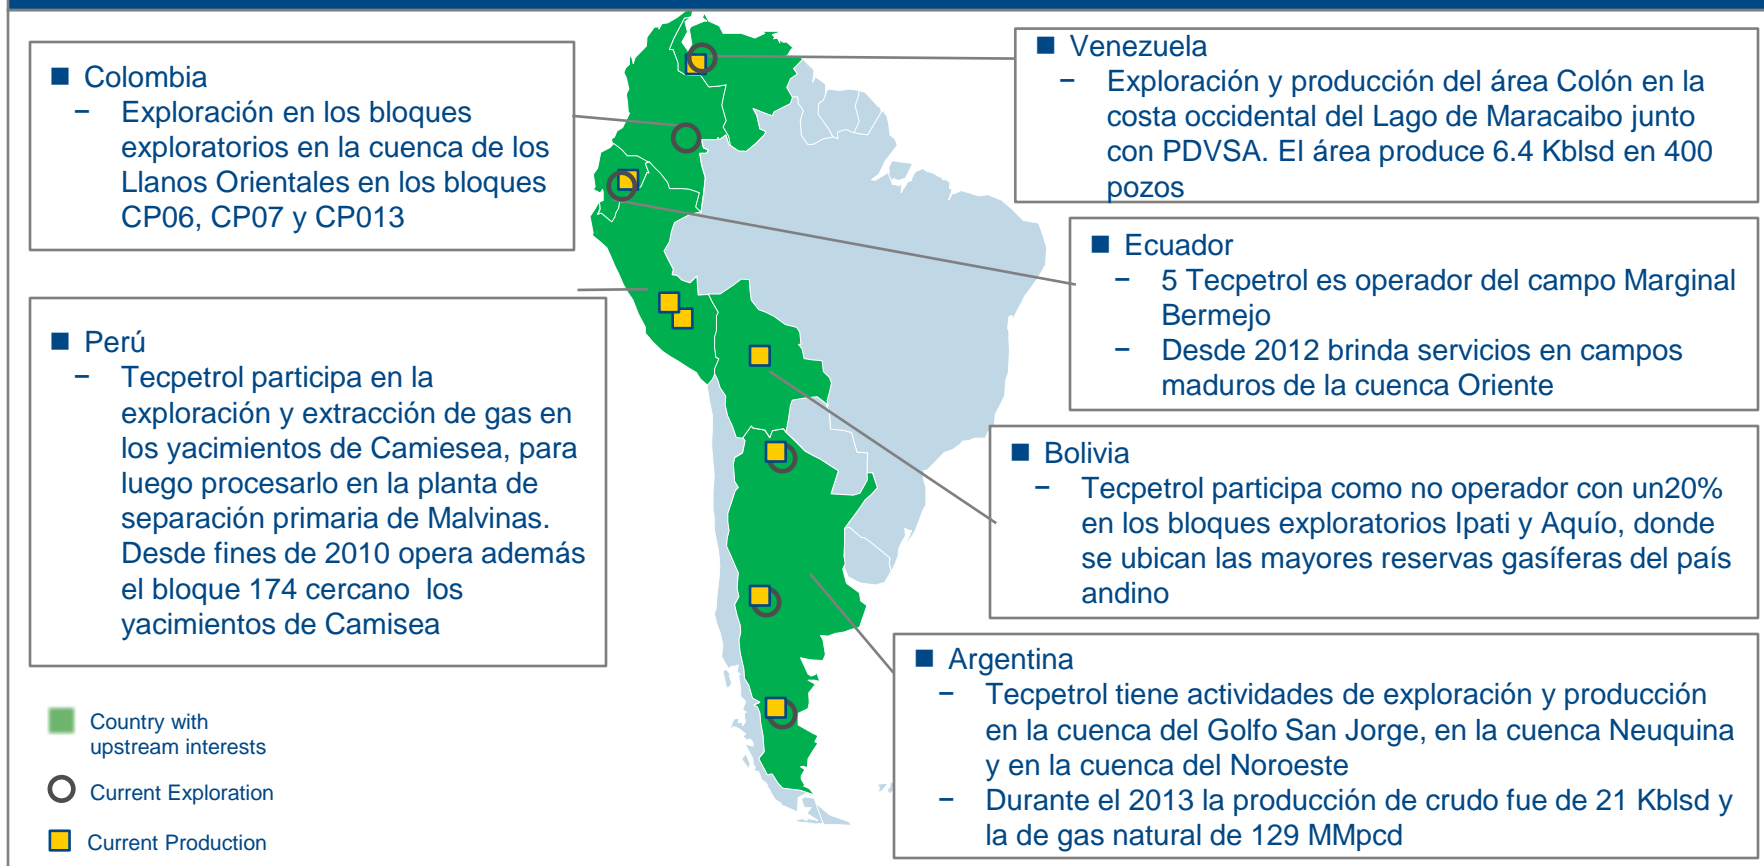 ■ Colombia
− Exploración en los bloques
exploratorios en la cuenca de los
Llanos Orientales en los bloques
CP06, CP07 y CP013
■ Perú
− Tecpetrol participa en la
exploración y extracción de gas en
los yacimientos de Camiesea, para
luego procesarlo en la planta de
separación primaria de Malvinas.
Desde fines de 2010 opera además
el bloque 174 cercano los
yacimientos de Camisea
Country with
upstream interests
Current Exploration
Current Production
■ Venezuela
− Exploración y producción del área Colón en la
costa occidental del Lago de Maracaibo junto
con PDVSA. El área produce 6.4 Kblsd en 400
pozos
■ Ecuador
− 5 Tecpetrol es operador del campo Marginal
Bermejo
− Desde 2012 brinda servicios en campos
maduros de la cuenca Oriente
■ Bolivia
− Tecpetrol participa como no operador con un20%
en los bloques exploratorios Ipati y Aquío, donde
se ubican las mayores reservas gasíferas del país
andino
■ Argentina
− Tecpetrol tiene actividades de exploración y producción
en la cuenca del Golfo San Jorge, en la cuenca Neuquina
y en la cuenca del Noroeste
− Durante el 2013 la producción de crudo fue de 21 Kblsd y
la de gas natural de 129 MMpcd